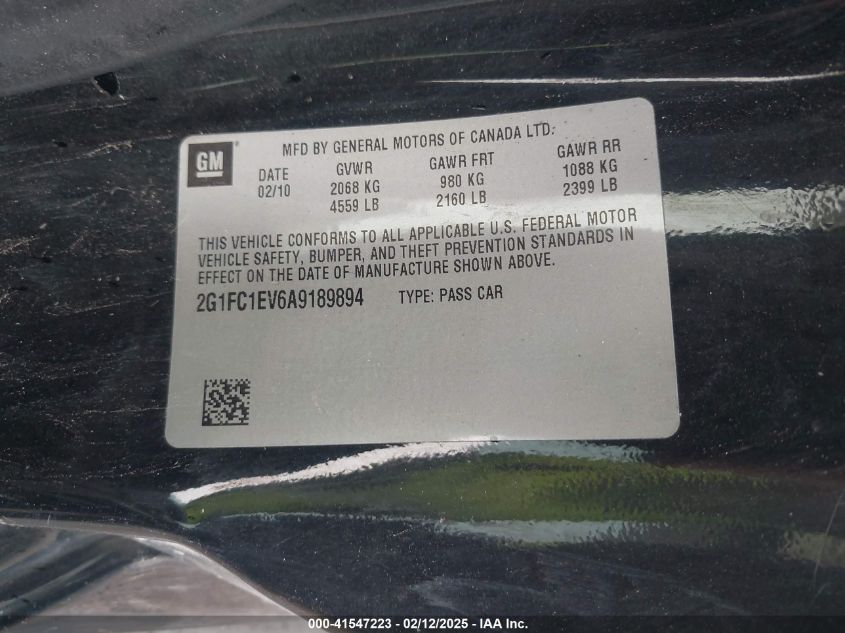 GM
MFD BY GENERAL MOTORS OF CANADA LTD.
DATE GVWR GAWR FRT GAWR RR
02/10 2068 KG 980 KG 1088 KG
4559 LB 2160 LB 2399 LB
THIS VEHICLE CONFORMS TO ALL APPLICABLE U.S. FEDERAL MOTOR
VEHICLE SAFETY, BUMPER, AND THEFT PREVENTION STANDARDS IN
EFFECT ON THE DATE OF MANUFACTURE SHOWN ABOVE.
2G1FC1EV6A9189894 TYPE: PASS CAR
000-41547223 - 02/12/2025 - IAA Inc.